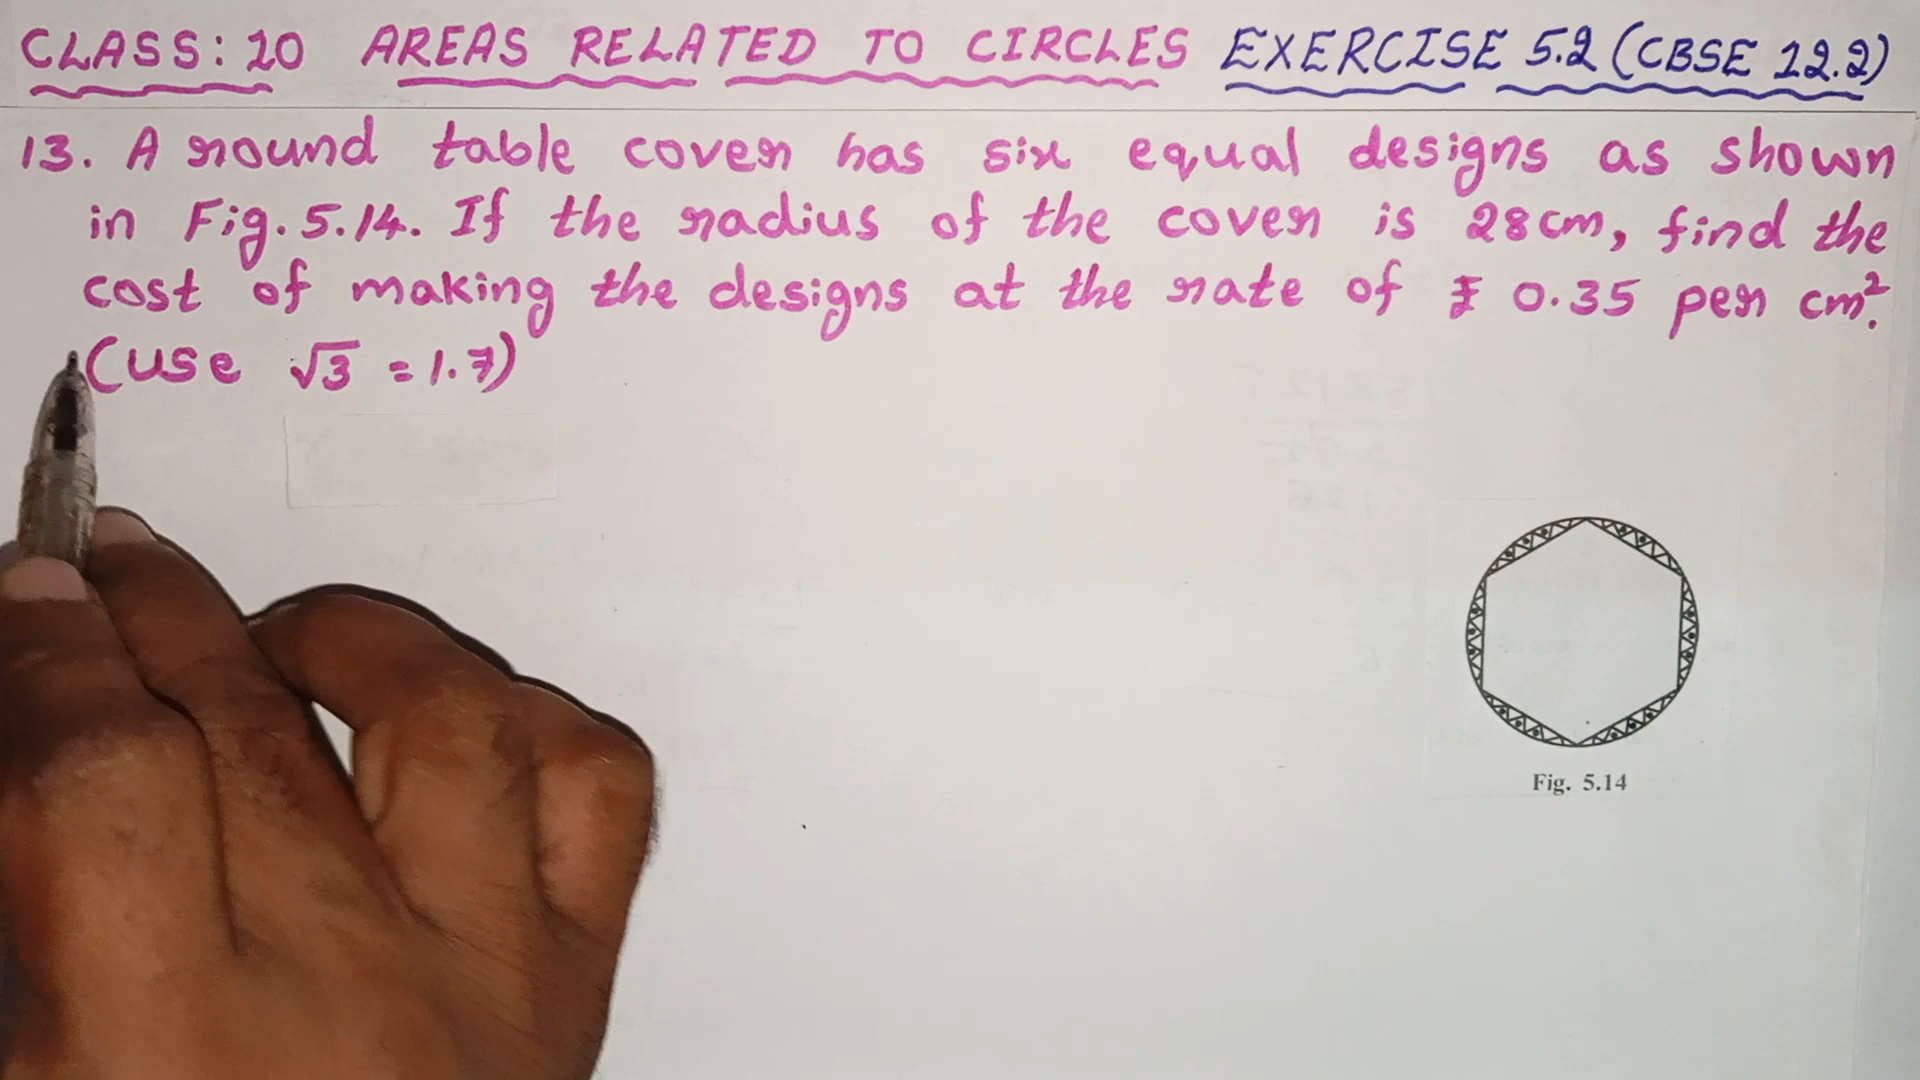 CLASS: 10 AREAS RELATED TO CIRCLES EXERCISE 5.2 (CBSE 12.2)
13. A round table cover has six equal designs as shown
in Fig. 5.14. If the radius of the cover is 28cm, find the
cost of making the designs at the rate of ₹ 0.35 per cm².
(use √3 = 1.7)
Fig. 5.14